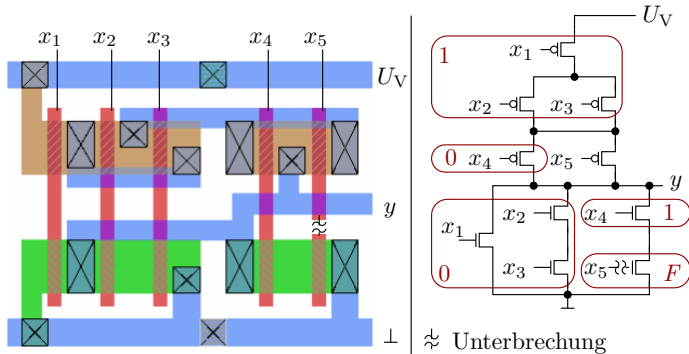 x1 x2 x3 x4 x5
UV
y
⊥
UV
x1 1
x2 x3
0 x4 x5
y
x1 x2 x4 1
x3 x5 F
0
Unterbrechung